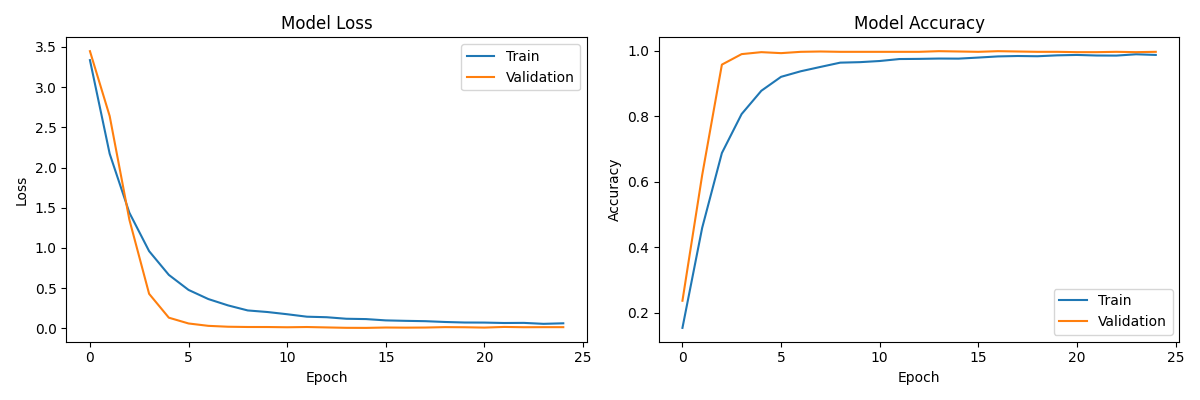 Model Loss
3.5
3.0
2.5
2.0
1.5
1.0
0.5
0.0
Loss
0 5 10 15 20 25
Epoch
Train
Validation
Model Accuracy
1.0
0.8
0.6
0.4
0.2
Accuracy
0 5 10 15 20 25
Epoch
Train
Validation